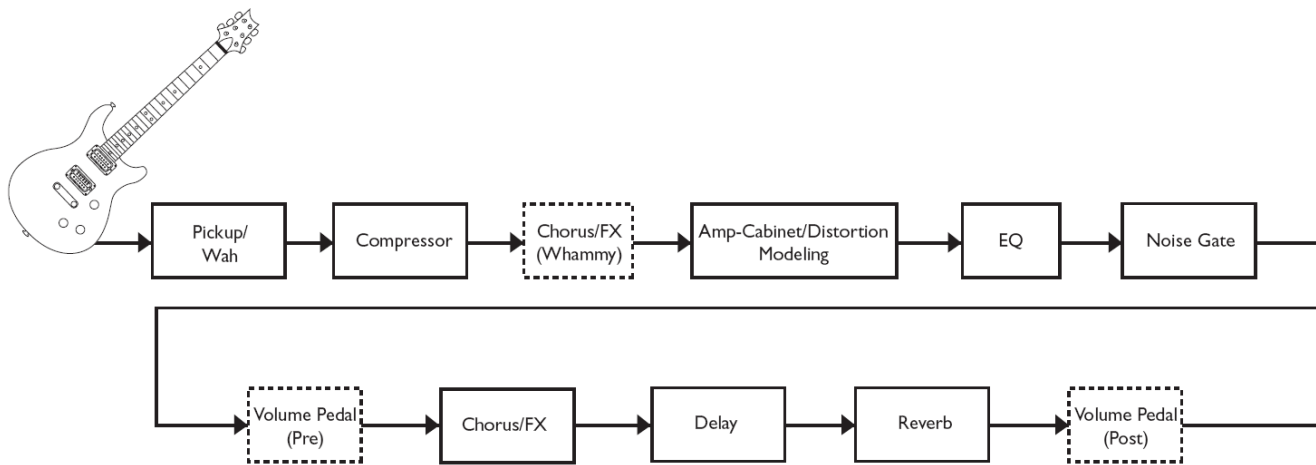 Pickup/
Wah
Compressor
Chorus/FX
(Whammy)
Amp-Cabinet/Distortion
Modeling
EQ
Noise Gate
Volume Pedal
(Pre)
Chorus/FX
Delay
Reverb
Volume Pedal
(Post)